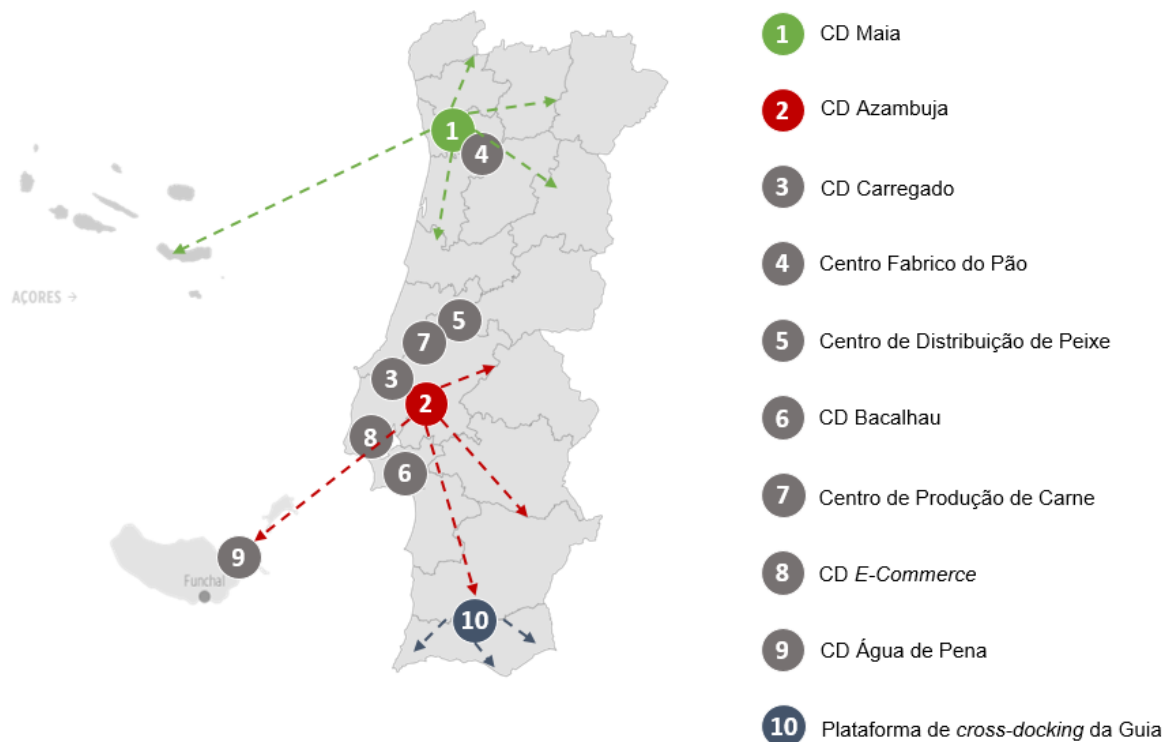 1 CD Maia
2 CD Azambuja
3 CD Carregado
4 Centro Fabrico do Pão
5 Centro de Distribuição de Peixe
6 CD Bacalhau
7 Centro de Produção de Carne
8 CD E-Commerce
9 CD Água de Pena
10 Plataforma de cross-docking da Guia
1
4
AÇORES →
5
7
3
2
8
6
9
Funchal
10